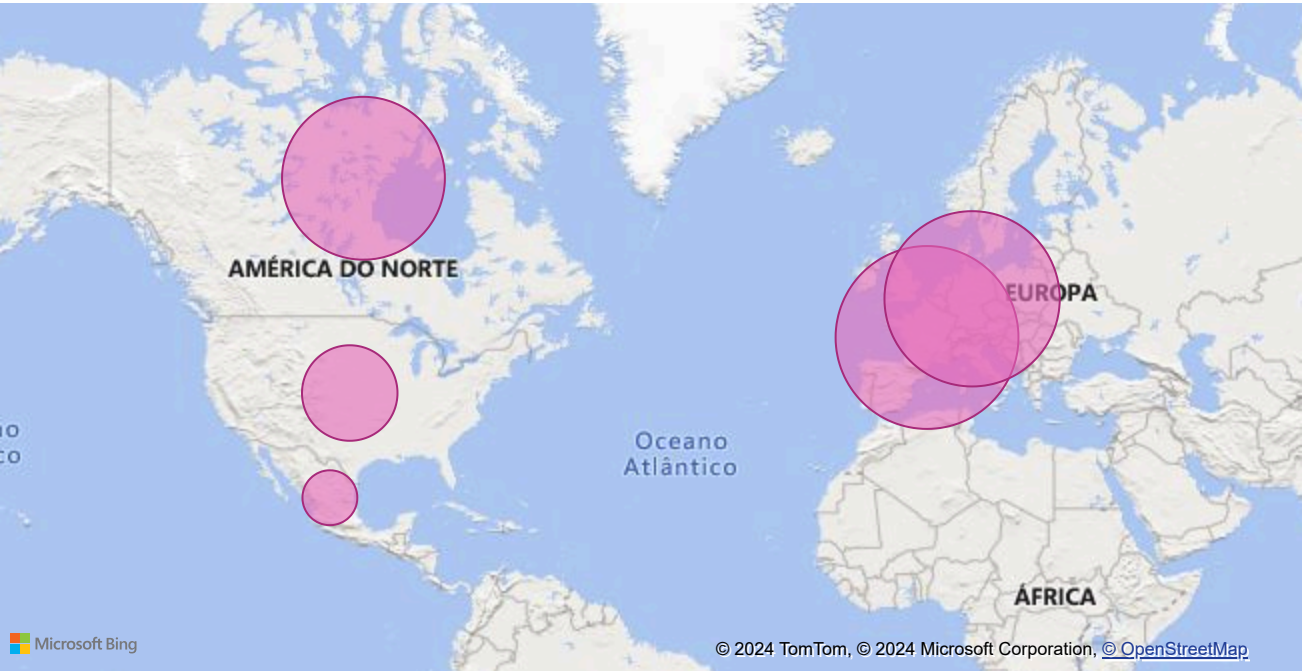 AMÉRICA DO NORTE
EUROPA
Oceano
Atlântico
ÁFRICA
Microsoft Bing
© 2024 TomTom, © 2024 Microsoft Corporation, © OpenStreetMap